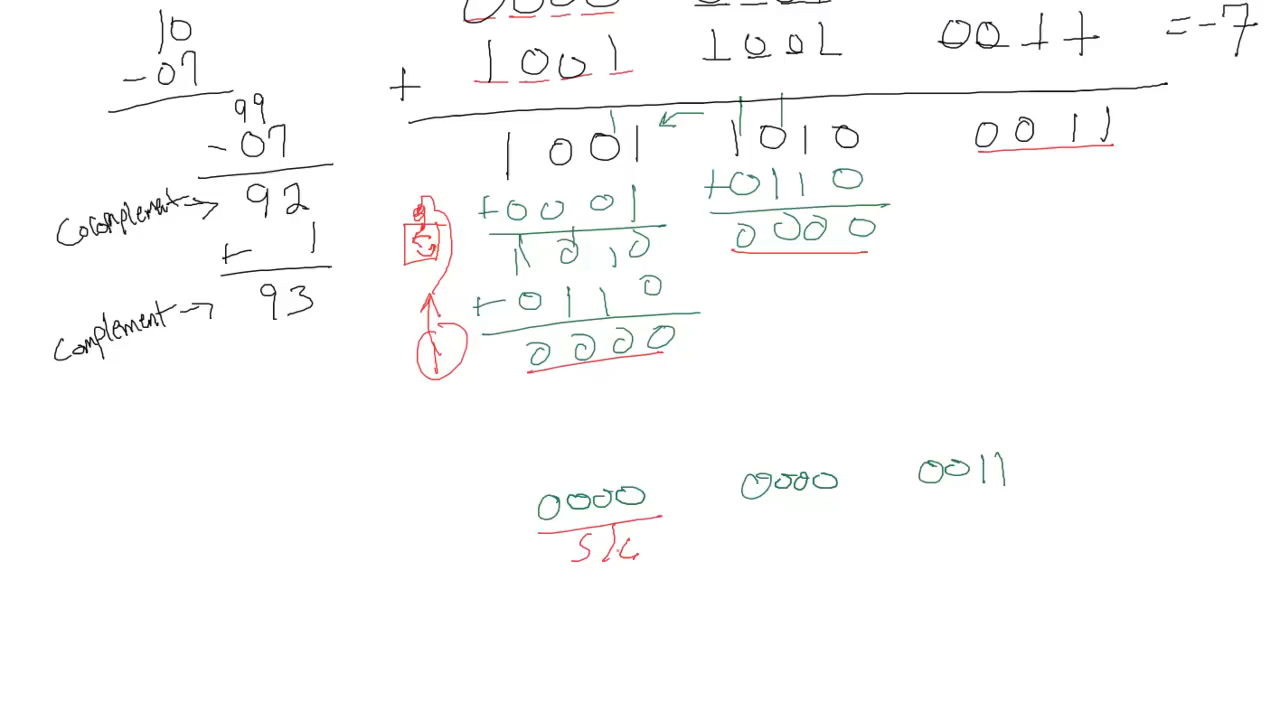 10
- 07
99
- 07
92
+ 1
93
Cocomplement →
Complement →
0000
1001 1001 0011 = -7
+
1001 1010 0011
+0001 +0110
1010 0000
+0110
0000
0000 0000 0011